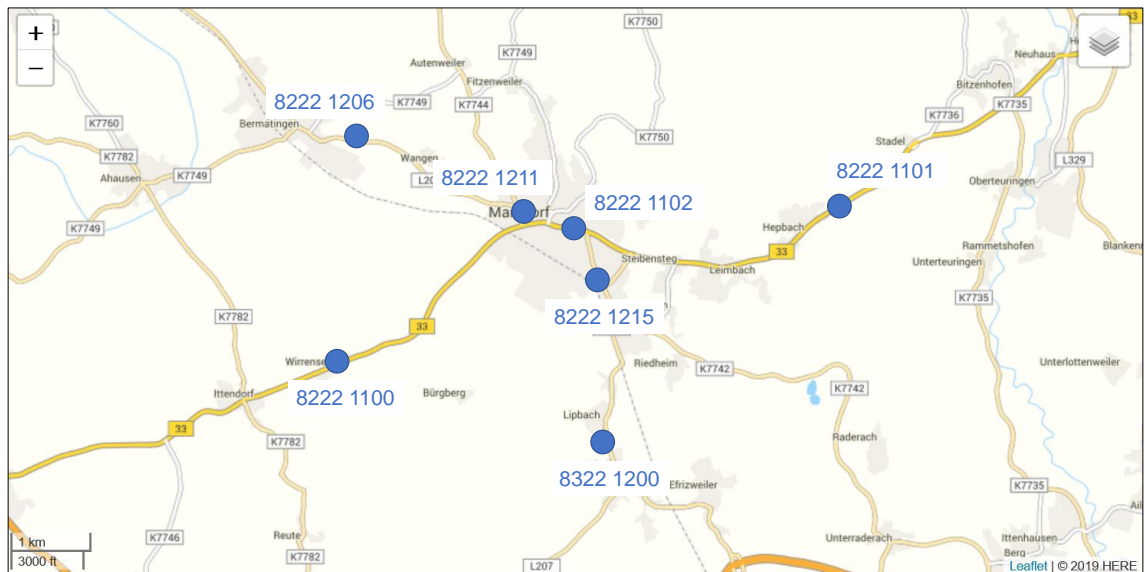 +
−
K7750
33
Neuhaus
K7749
Autenweiler
Fitzenweiler
Bitzenhofen
8222 1206
K7749
K7744
K7735
K7736
K7760
Bermatingen
K7750
Stadel
K7782
Wangen
L329
Ahausen
K7749
8222 1211
8222 1101
Oberteuringen
8222 1102
K7749
Hepbach
Rammetshofen
33
Steibensteg
Leimbach
Unterteuringen
K7735
K7782
8222 1215
33
Wirrense
Riedheim
K7742
Unterlottenweiler
Ittendorf
8222 1100
Bürgberg
K7742
33
Lipbach
K7782
Raderach
8322 1200
Efrizweiler
K7735
1 km
3000 ft
K7746
Reute
K7782
L207
Unterraderach
Ittenhausen
Berg
Leaflet | © 2019 HERE